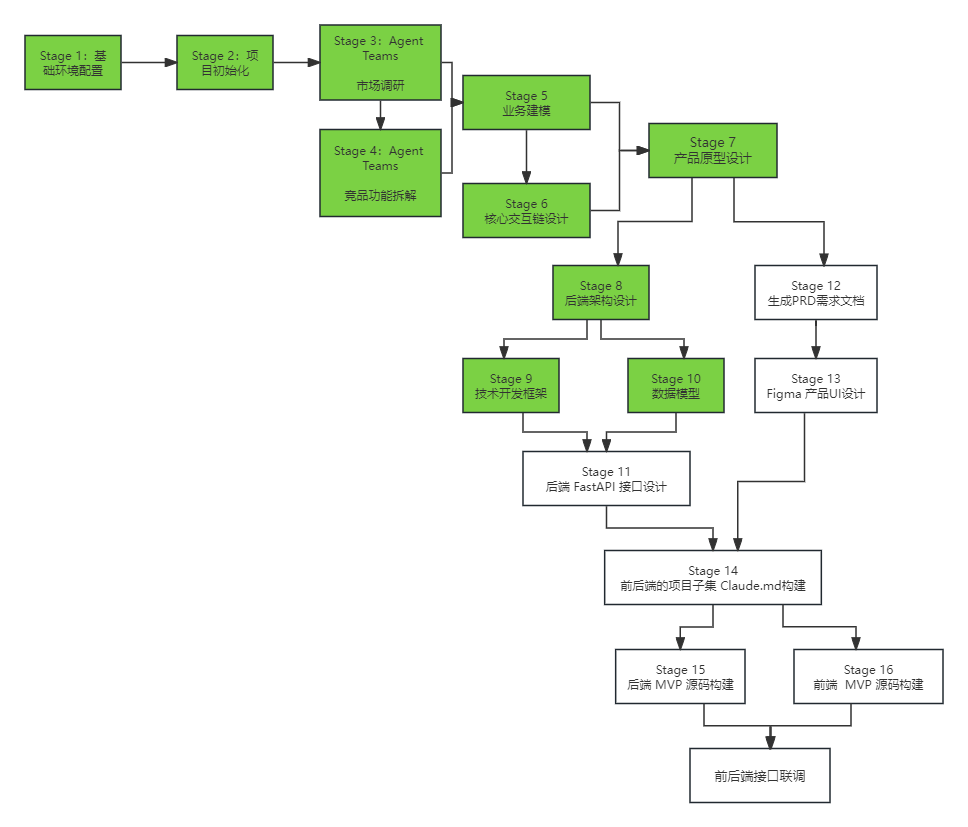 Stage 1：基
础环境配置
Stage 2：项
目初始化
Stage 3：Agent
Teams
市场调研
Stage 4：Agent
Teams
竞品功能拆解
Stage 5
业务建模
Stage 6
核心交互链设计
Stage 7
产品原型设计
Stage 8
后端架构设计
Stage 12
生成PRD需求文档
Stage 9
技术开发框架
Stage 10
数据模型
Stage 13
Figma 产品UI设计
Stage 11
后端 FastAPI 接口设计
Stage 14
前后端的项目子集 Claude.md构建
Stage 15
后端 MVP 源码构建
Stage 16
前端  MVP 源码构建
前后端接口联调